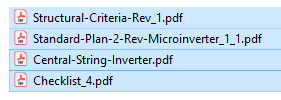 Structural-Criteria-Rev_1.pdf
Standard-Plan-2-Rev-Microinverter_1_1.pdf
Central-String-Inverter.pdf
Checklist_4.pdf